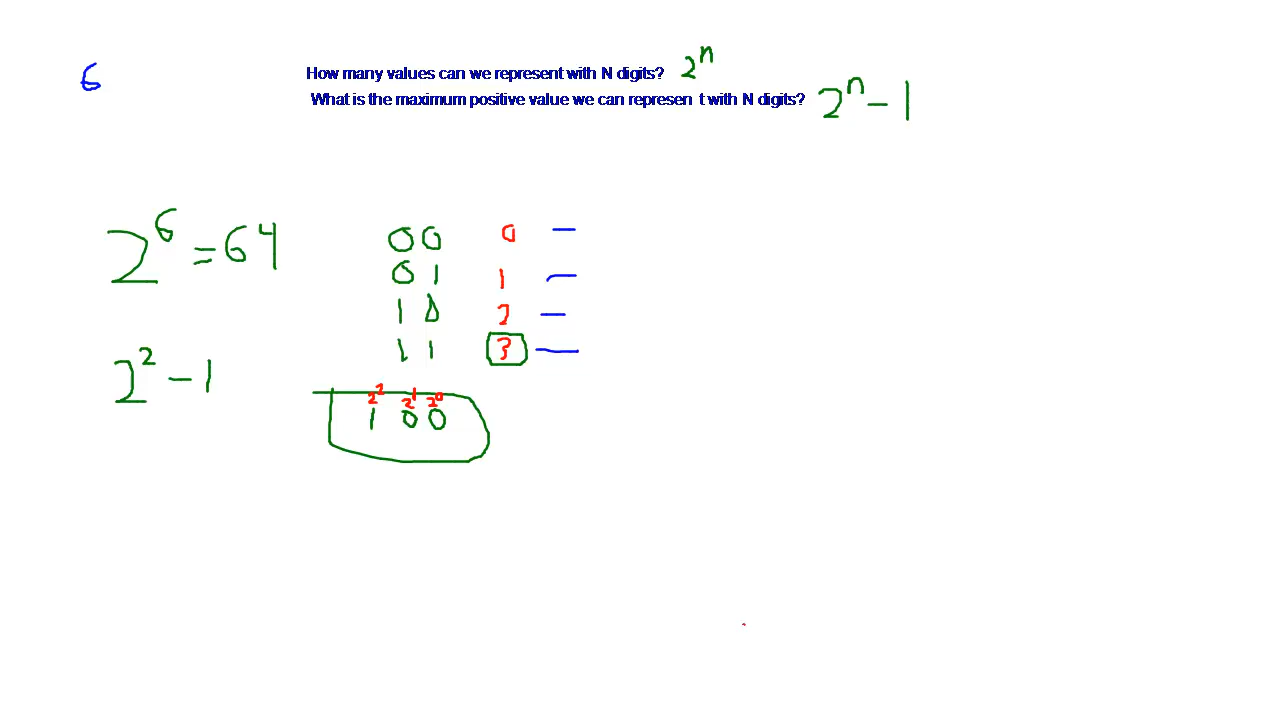 6
How many values can we represent with N digits? 2^n
What is the maximum positive value we can represen t with N digits? 2^n - 1
2^6 = 64
00 0 —
01 1 —
10 2 —
11 3 —
2^2 - 1
2^2 2^1 2^0
1 0 0